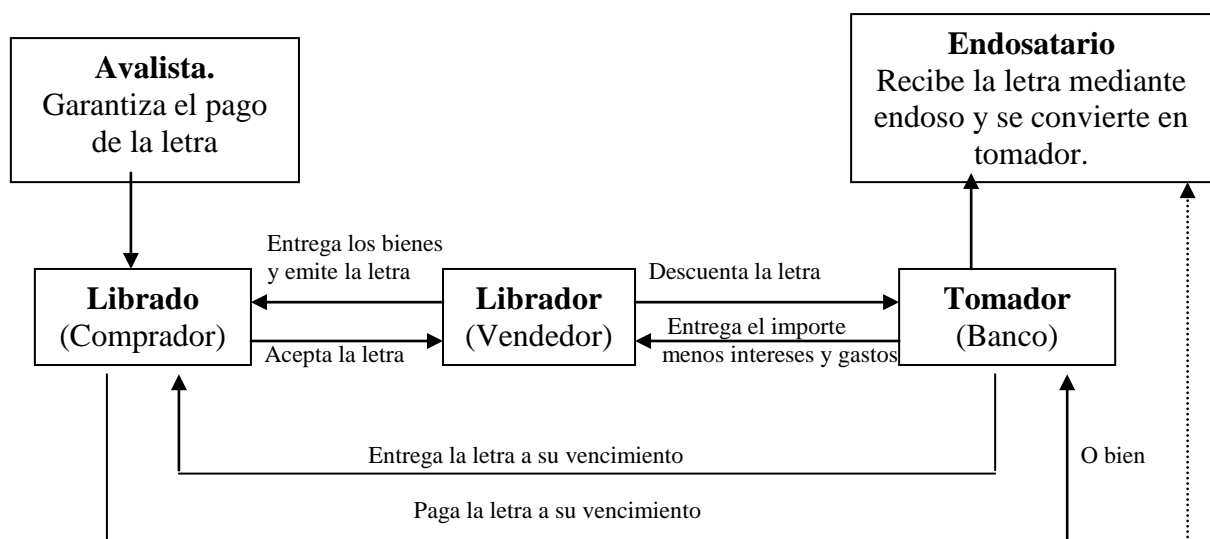 Avalista.
Garantiza el pago
de la letra
Endosatario
Recibe la letra mediante
endoso y se convierte en
tomador.
Entrega los bienes
y emite la letra
Descuenta la letra
Librado
(Comprador)
Librador
(Vendedor)
Tomador
(Banco)
Acepta la letra
Entrega el importe
menos intereses y gastos
Entrega la letra a su vencimiento
O bien
Paga la letra a su vencimiento